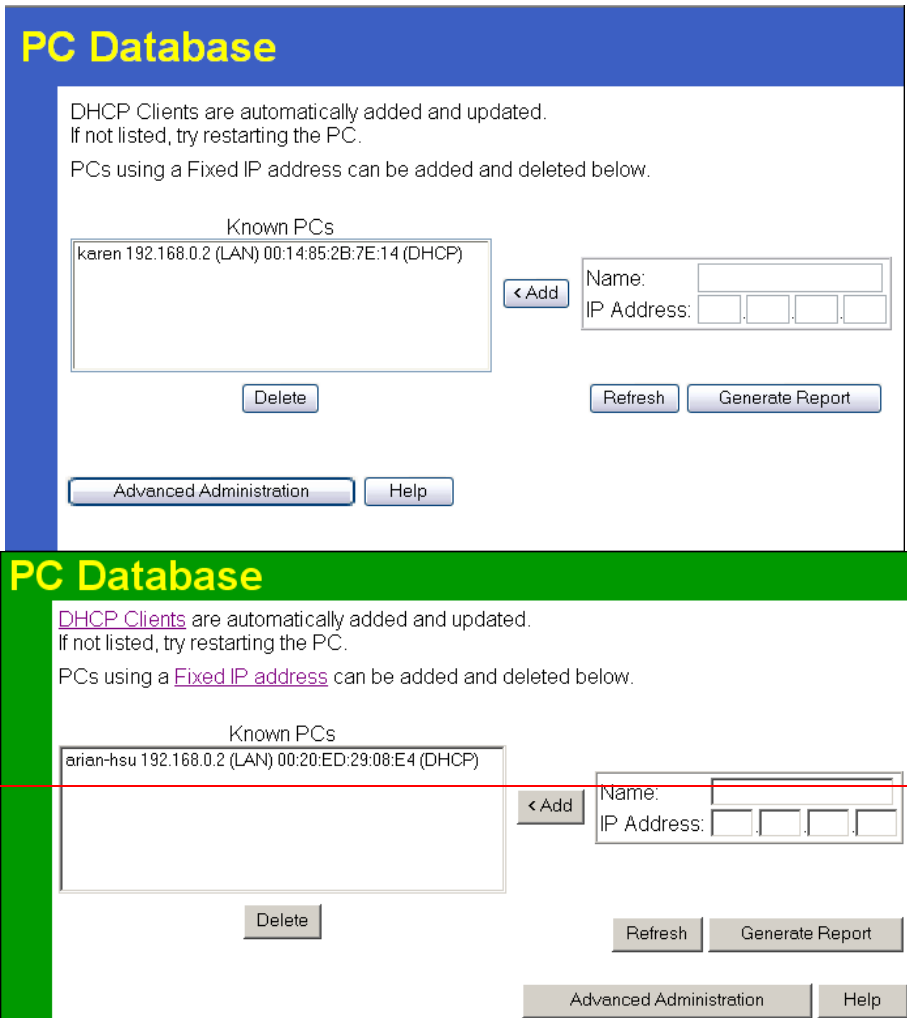 PC Database
DHCP Clients are automatically added and updated.
If not listed, try restarting the PC.
PCs using a Fixed IP address can be added and deleted below.
Known PCs
karen 192.168.0.2 (LAN) 00:14:85:2B:7E:14 (DHCP)
< Add
Name:
IP Address: . . .
Delete
Refresh
Generate Report
Advanced Administration
Help
PC Database
DHCP Clients are automatically added and updated.
If not listed, try restarting the PC.
PCs using a Fixed IP address can be added and deleted below.
Known PCs
arian-hsu 192.168.0.2 (LAN) 00:20:ED:29:08:E4 (DHCP)
< Add
Name:
IP Address: . . .
Delete
Refresh
Generate Report
Advanced Administration
Help